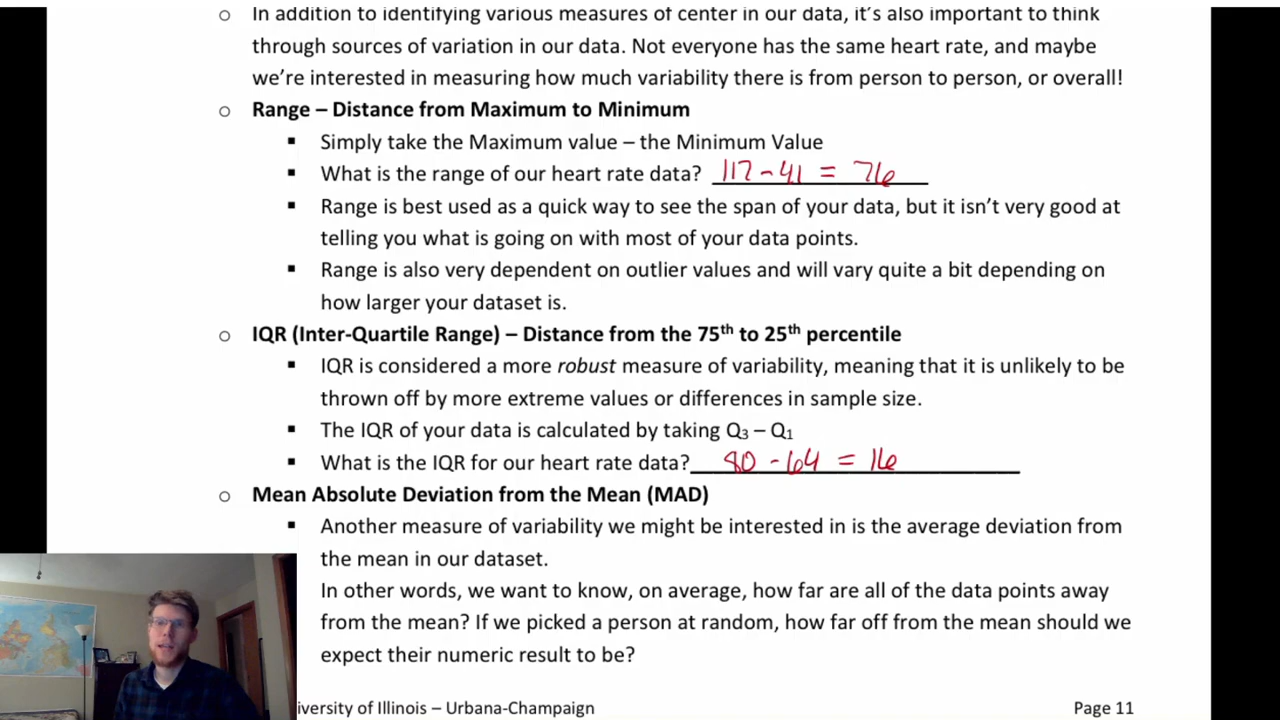 o In addition to identifying various measures of center in our data, it's also important to think
through sources of variation in our data. Not everyone has the same heart rate, and maybe
we're interested in measuring how much variability there is from person to person, or overall!
o Range – Distance from Maximum to Minimum
▪ Simply take the Maximum value – the Minimum Value
▪ What is the range of our heart rate data? 117 - 41 = 76
▪ Range is best used as a quick way to see the span of your data, but it isn't very good at
telling you what is going on with most of your data points.
▪ Range is also very dependent on outlier values and will vary quite a bit depending on
how larger your dataset is.
o IQR (Inter-Quartile Range) – Distance from the 75th to 25th percentile
▪ IQR is considered a more robust measure of variability, meaning that it is unlikely to be
thrown off by more extreme values or differences in sample size.
▪ The IQR of your data is calculated by taking Q3 – Q1
▪ What is the IQR for our heart rate data? 80 - 64 = 16
o Mean Absolute Deviation from the Mean (MAD)
▪ Another measure of variability we might be interested in is the average deviation from
the mean in our dataset.
In other words, we want to know, on average, how far are all of the data points away
from the mean? If we picked a person at random, how far off from the mean should we
expect their numeric result to be?
iversity of Illinois – Urbana-Champaign Page 11